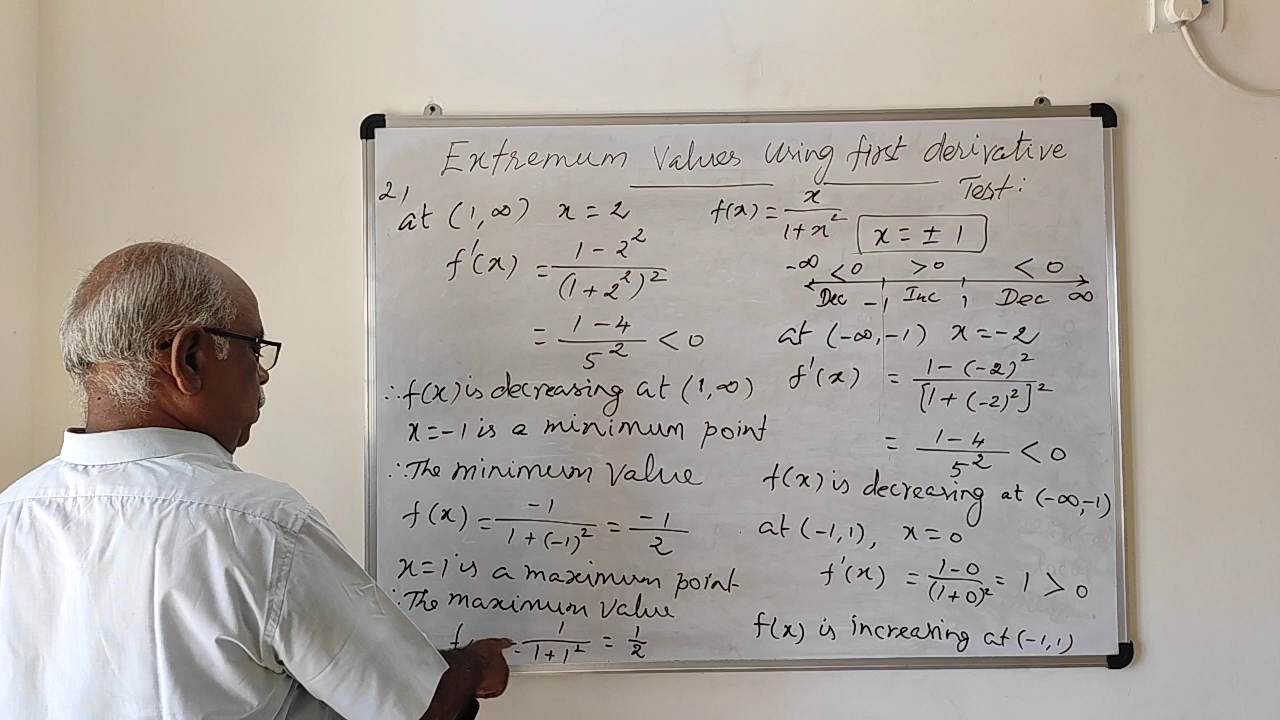 Extremum values using first derivative
Test:
2)
at (1, ∞) x = 2
f'(x) = 1 - 2² / (1 + 2²)²
= 1 - 4 / 5² < 0
∴ f(x) is decreasing at (1, ∞)
x = -1 is a minimum point
∴ The minimum value
f(x) = -1 / 1 + (-1)² = -1 / 2
x = 1 is a maximum point
∴ The maximum value
f = 1 / 1 + 1² = 1 / 2
f(x) = x / 1 + x²
x = ± 1
-∞ < 0 > 0 < 0
Dec -1 Inc 1 Dec ∞
at (-∞, -1) x = -2
f'(x) = 1 - (-2)² / [1 + (-2)²]²
= 1 - 4 / 5² < 0
f(x) is decreasing at (-∞, -1)
at (-1, 1), x = 0
f'(x) = 1 - 0 / (1 + 0)² = 1 > 0
f(x) is increasing at (-1, 1)